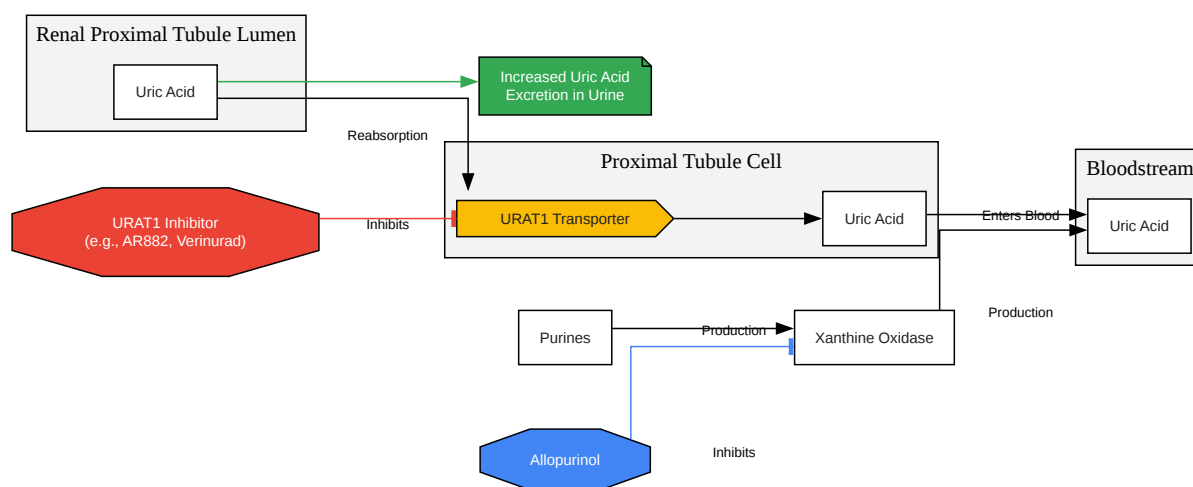 Renal Proximal Tubule Lumen
Uric Acid
Increased Uric Acid
Excretion in Urine
Reabsorption
Proximal Tubule Cell
Bloodstream
URAT1 Inhibitor
(e.g., AR882, Verinurad)
Inhibits
URAT1 Transporter
Uric Acid
Enters Blood
Uric Acid
Purines
Production
Xanthine Oxidase
Production
Allopurinol
Inhibits